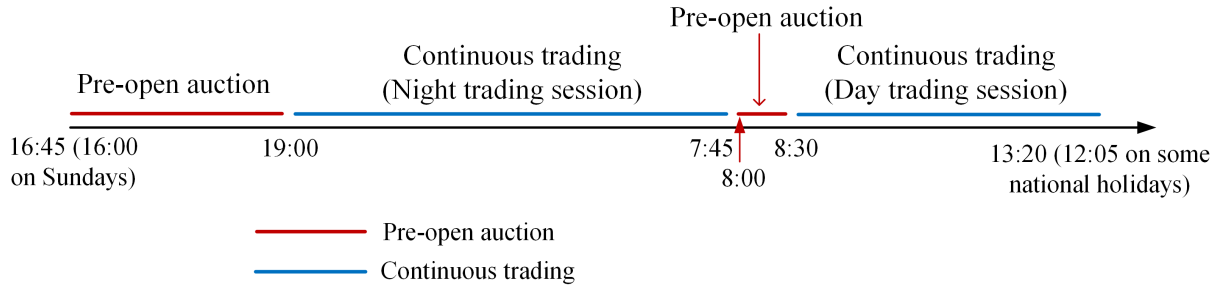 Pre-open auction
Continuous trading
(Night trading session)
Pre-open auction
Continuous trading
(Day trading session)
16:45 (16:00
on Sundays)
19:00
7:45
8:00
8:30
13:20 (12:05 on some
national holidays)
Pre-open auction
Continuous trading